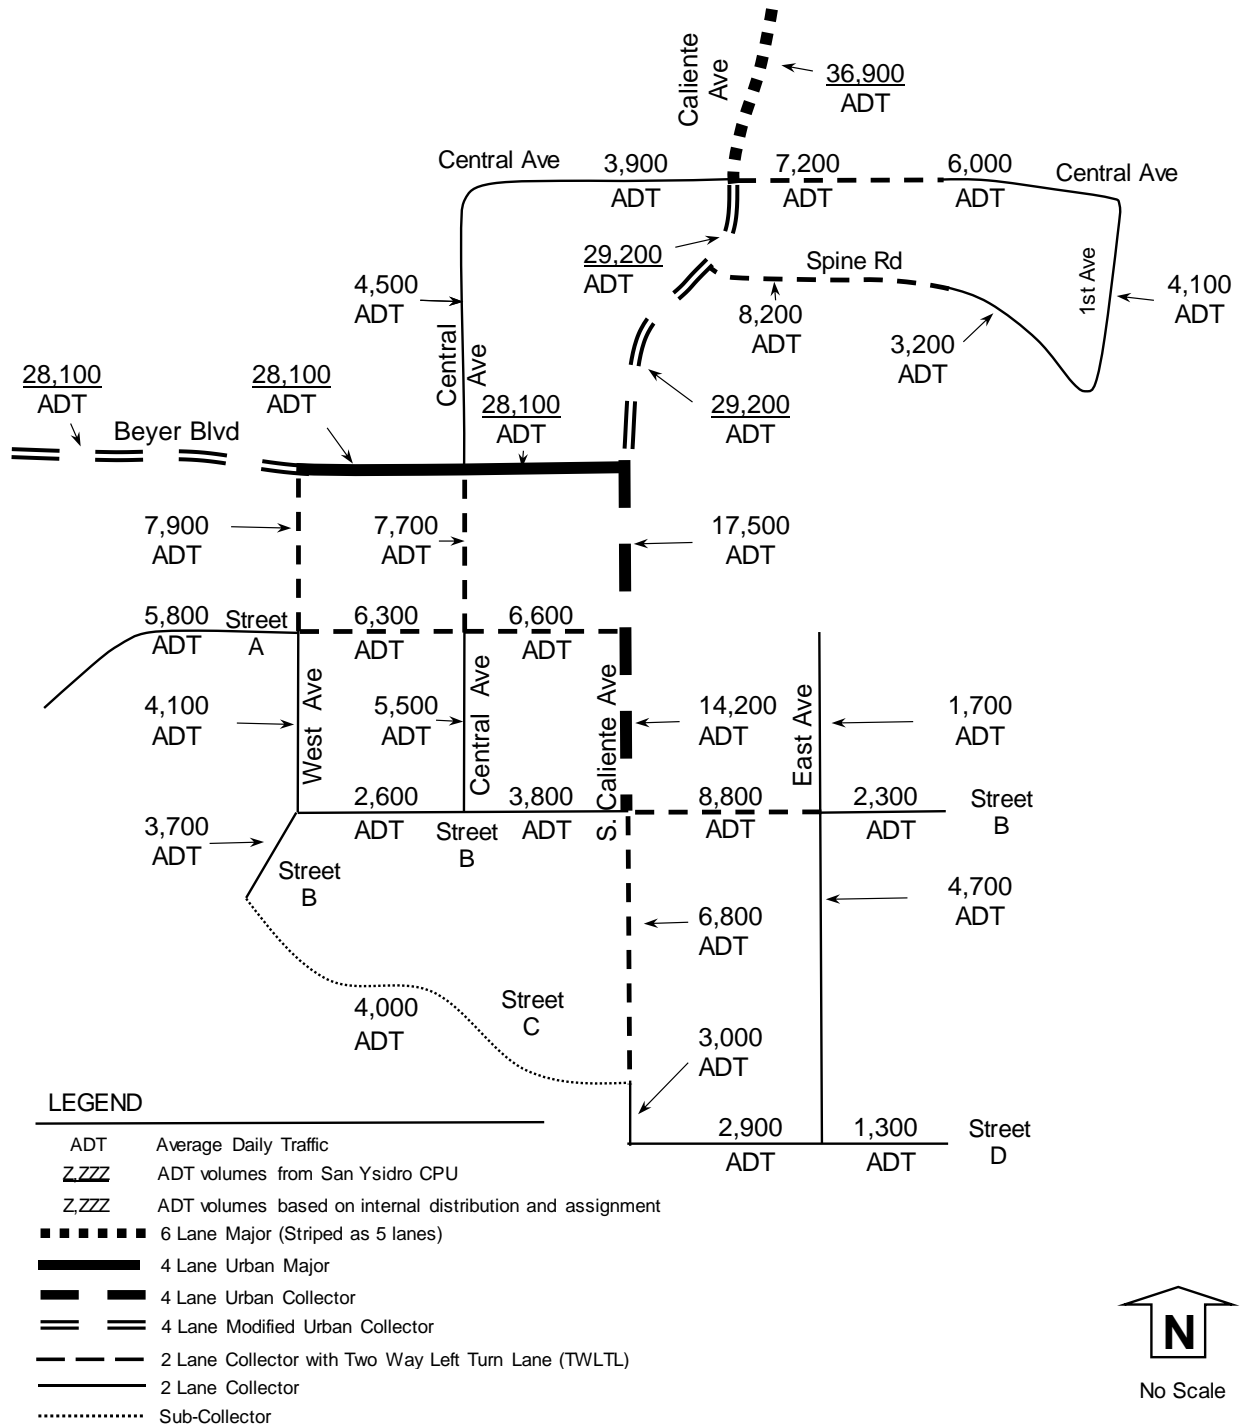 Caliente
Ave
36,900
ADT
Central Ave
3,900
ADT
7,200
ADT
6,000
ADT
Central Ave
29,200
ADT
Spine Rd
1st Ave
4,100
ADT
4,500
ADT
8,200
ADT
3,200
ADT
Central
Ave
28,100
ADT
28,100
ADT
28,100
ADT
29,200
ADT
Beyer Blvd
7,900
ADT
7,700
ADT
17,500
ADT
5,800
ADT
Street
A
6,300
ADT
6,600
ADT
4,100
ADT
West Ave
5,500
ADT
Central Ave
S. Caliente Ave
14,200
ADT
East Ave
1,700
ADT
2,600
ADT
3,800
ADT
8,800
ADT
2,300
ADT
Street
B
3,700
ADT
Street
B
Street
B
4,700
ADT
6,800
ADT
4,000
ADT
Street
C
3,000
ADT
2,900
ADT
1,300
ADT
Street
D
LEGEND
ADT Average Daily Traffic
Z,ZZZ ADT volumes from San Ysidro CPU
Z,ZZZ ADT volumes based on internal distribution and assignment
6 Lane Major (Striped as 5 lanes)
4 Lane Urban Major
4 Lane Urban Collector
4 Lane Modified Urban Collector
2 Lane Collector with Two Way Left Turn Lane (TWLTL)
2 Lane Collector
Sub-Collector
N
No Scale